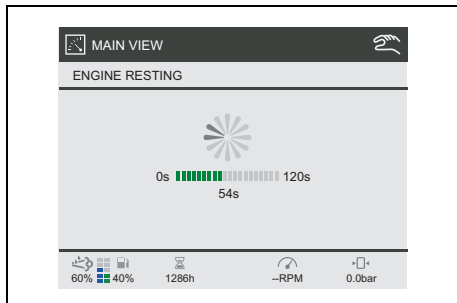 MAIN VIEW
ENGINE RESTING
0s 120s
54s
60% 40% 1286h --RPM 0.0bar